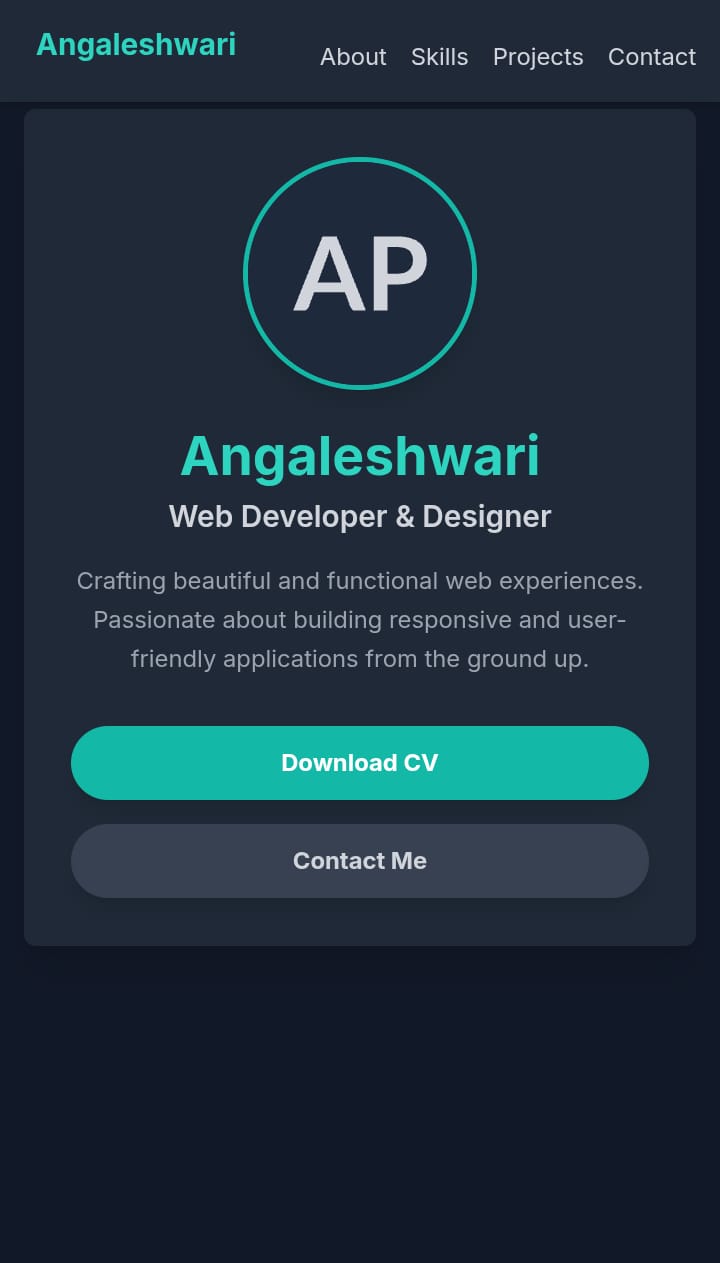 Angaleshwari
About Skills Projects Contact
AP
Angaleshwari
Web Developer & Designer
Crafting beautiful and functional web experiences.
Passionate about building responsive and user-
friendly applications from the ground up.
Download CV
Contact Me